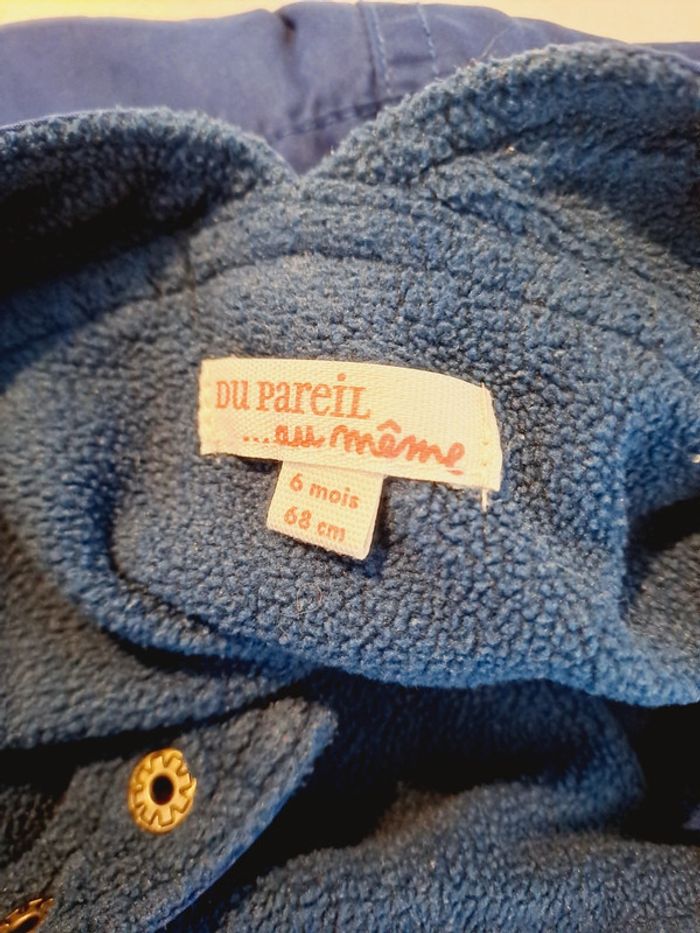 DU PAREIL
...au même
6 mois
68 cm